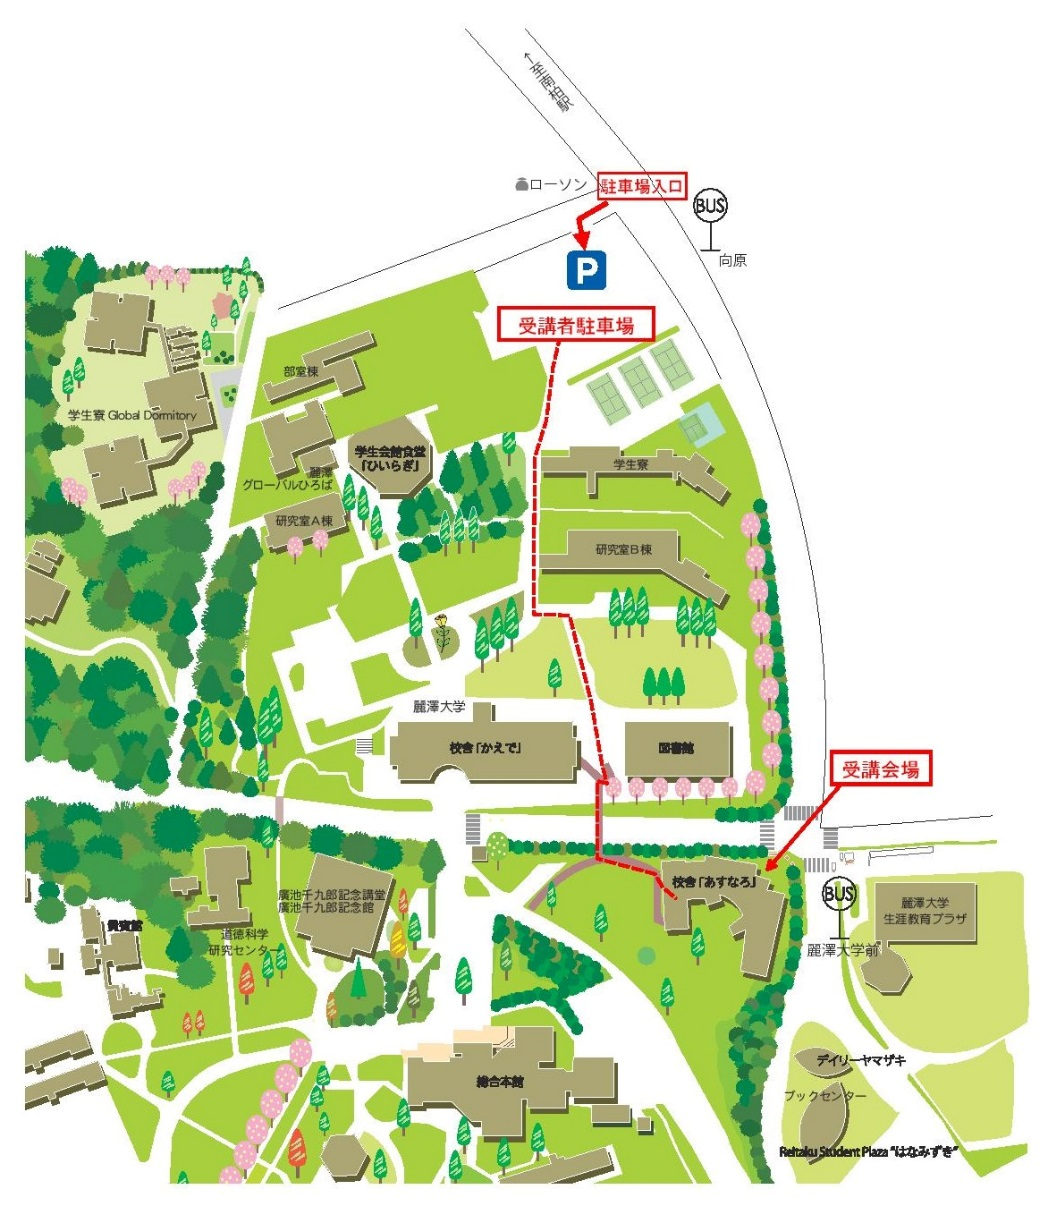 ←至南柏駅
ローソン
駐車場入口
BUS
向原
P
受講者駐車場
部室棟
学生寮 Global Dormitory
学生会館食堂
「ひいらぎ」
麗澤
グローバルひろば
学生寮
研究室A棟
研究室B棟
麗澤大学
校舎「かえで」
図書館
受講会場
校舎「あすなろ」
廣池千九郎記念講堂
廣池千九郎記念館
BUS
麗澤大学
生涯教育プラザ
貴賓館
道徳科学
研究センター
麗澤大学前
デイリーヤマザキ
総合本館
ブックセンター
Reitaku Student Plaza “はなみずき”